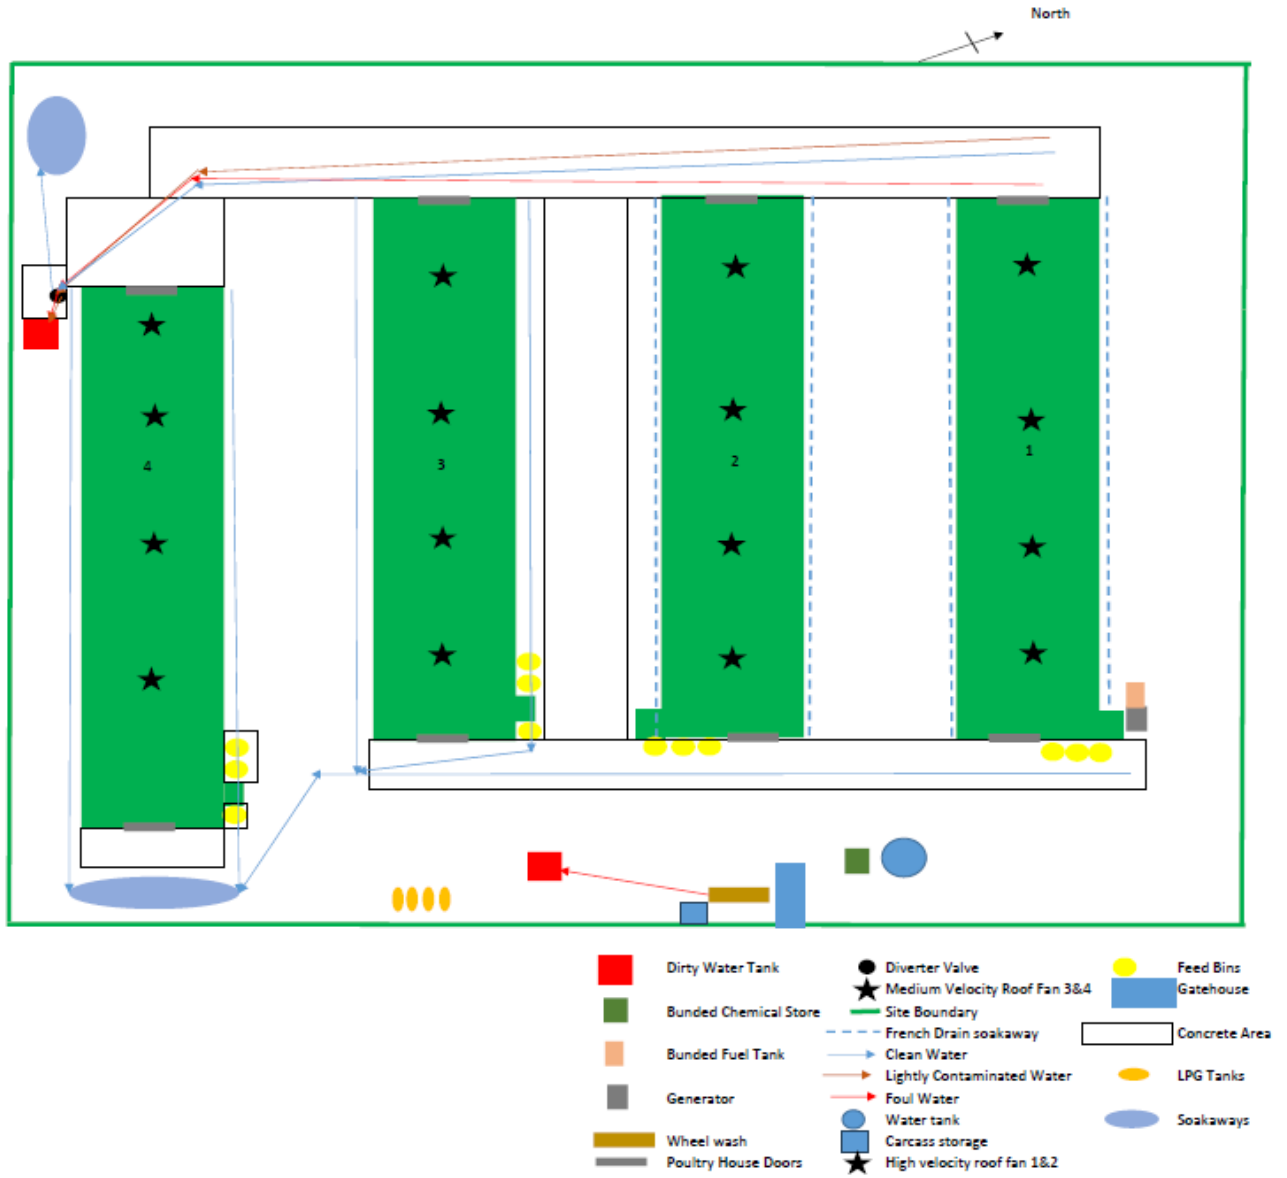 North
4
3
2
1
Dirty Water Tank
Diverter Valve
Feed Bins
Medium Velocity Roof Fan 3&4
Gatehouse
Bunded Chemical Store
Site Boundary
French Drain soakaway
Concrete Area
Bunded Fuel Tank
Clean Water
Lightly Contaminated Water
LPG Tanks
Generator
Foul Water
Water tank
Soakaways
Wheel wash
Carcass storage
Poultry House Doors
High velocity roof fan 1&2